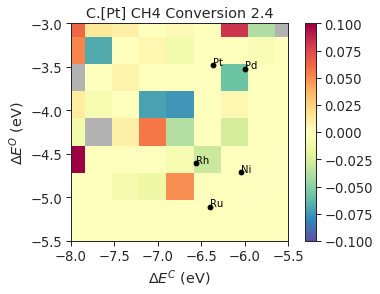 C.[Pt] CH4 Conversion 2.4
−3.0
−3.5
−4.0
−4.5
−5.0
−5.5
ΔE^O (eV)
Pt
Pd
Rh
Ni
Ru
−8.0 −7.5 −7.0 −6.5 −6.0 −5.5
ΔE^C (eV)
0.100
0.075
0.050
0.025
0.000
−0.025
−0.050
−0.075
−0.100